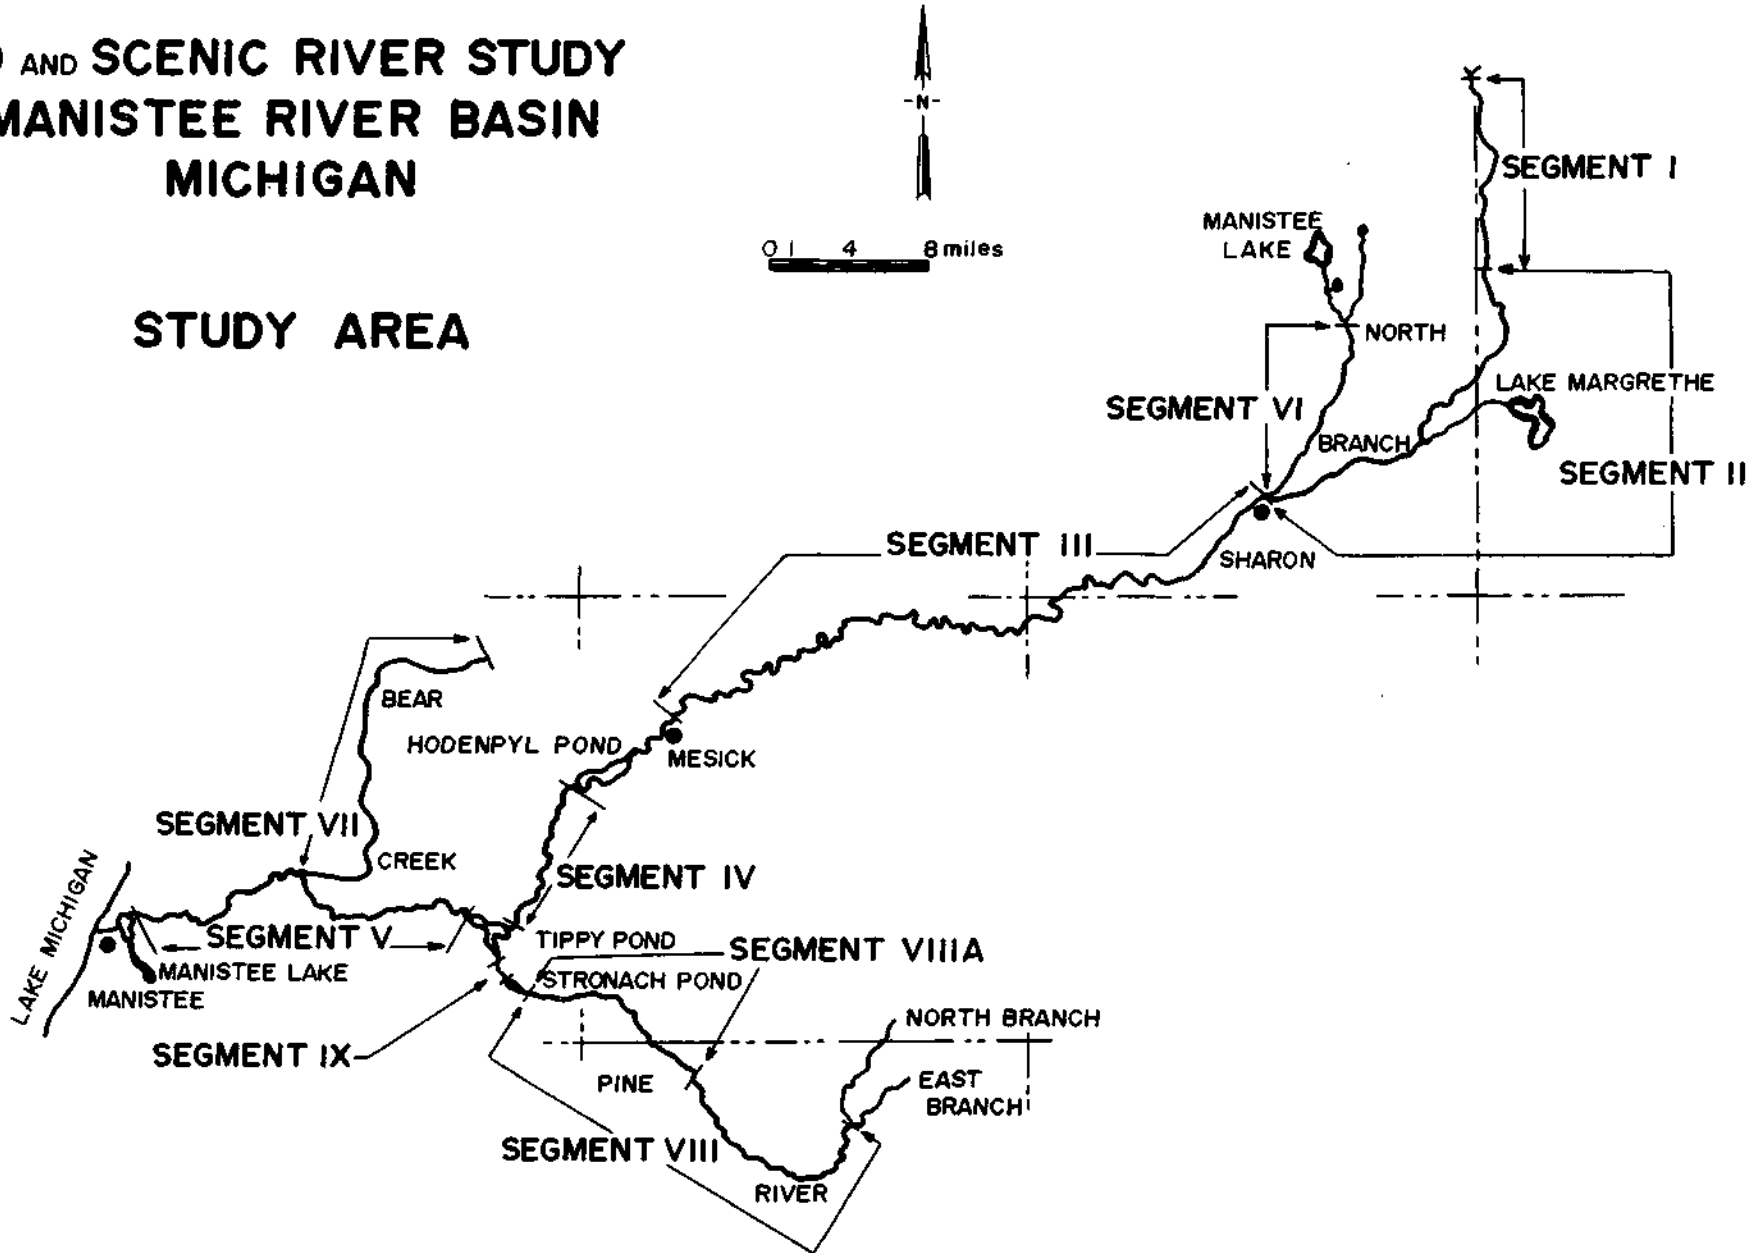 AND SCENIC RIVER STUDY
MANISTEE RIVER BASIN
MICHIGAN
STUDY AREA
-N-
0 1 4 8 miles
SEGMENT I
MANISTEE
LAKE
NORTH
LAKE MARGRETHE
SEGMENT VI
BRANCH
SEGMENT II
SEGMENT III
SHARON
BEAR
HODENPYL POND
MESICK
SEGMENT VII
CREEK
SEGMENT IV
LAKE MICHIGAN
SEGMENT V
TIPPY POND
SEGMENT VIIIA
MANISTEE LAKE
STRONACH POND
MANISTEE
NORTH BRANCH
SEGMENT IX
PINE
EAST
BRANCH
SEGMENT VIII
RIVER